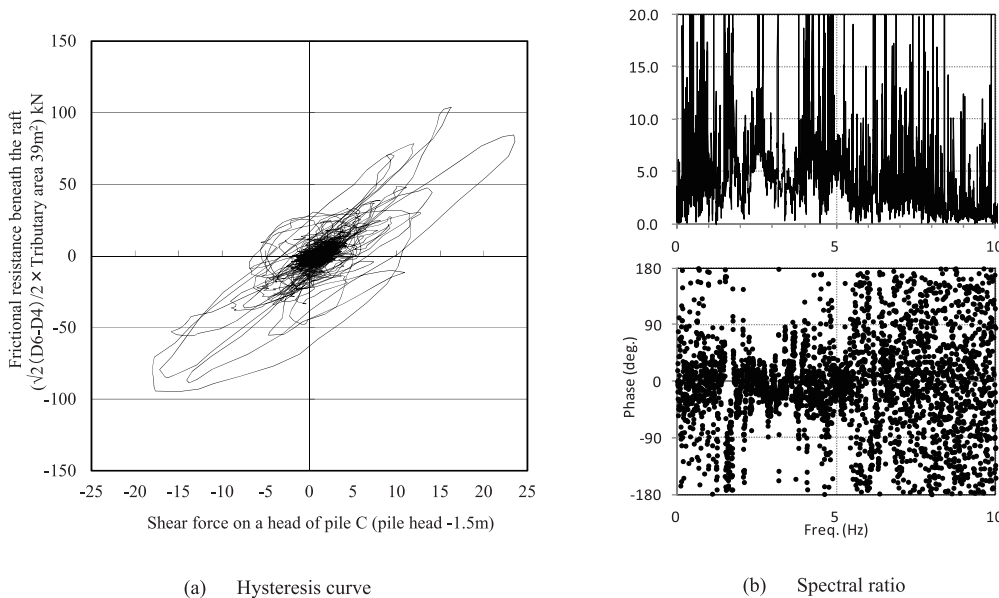 150
100
50
0
-50
-100
-150
-25 -20 -15 -10 -5 0 5 10 15 20 25
Frictional resistance beneath the raft
(√2 (D6-D4) /2 × Tributary area 39m²) kN
Shear force on a head of pile C (pile head -1.5m)
(a) Hysteresis curve
20.0
15.0
10.0
5.0
0.0
0 5 10
180
90
0
-90
-180
Phase (deg.)
0 5 10
Freq. (Hz)
(b) Spectral ratio